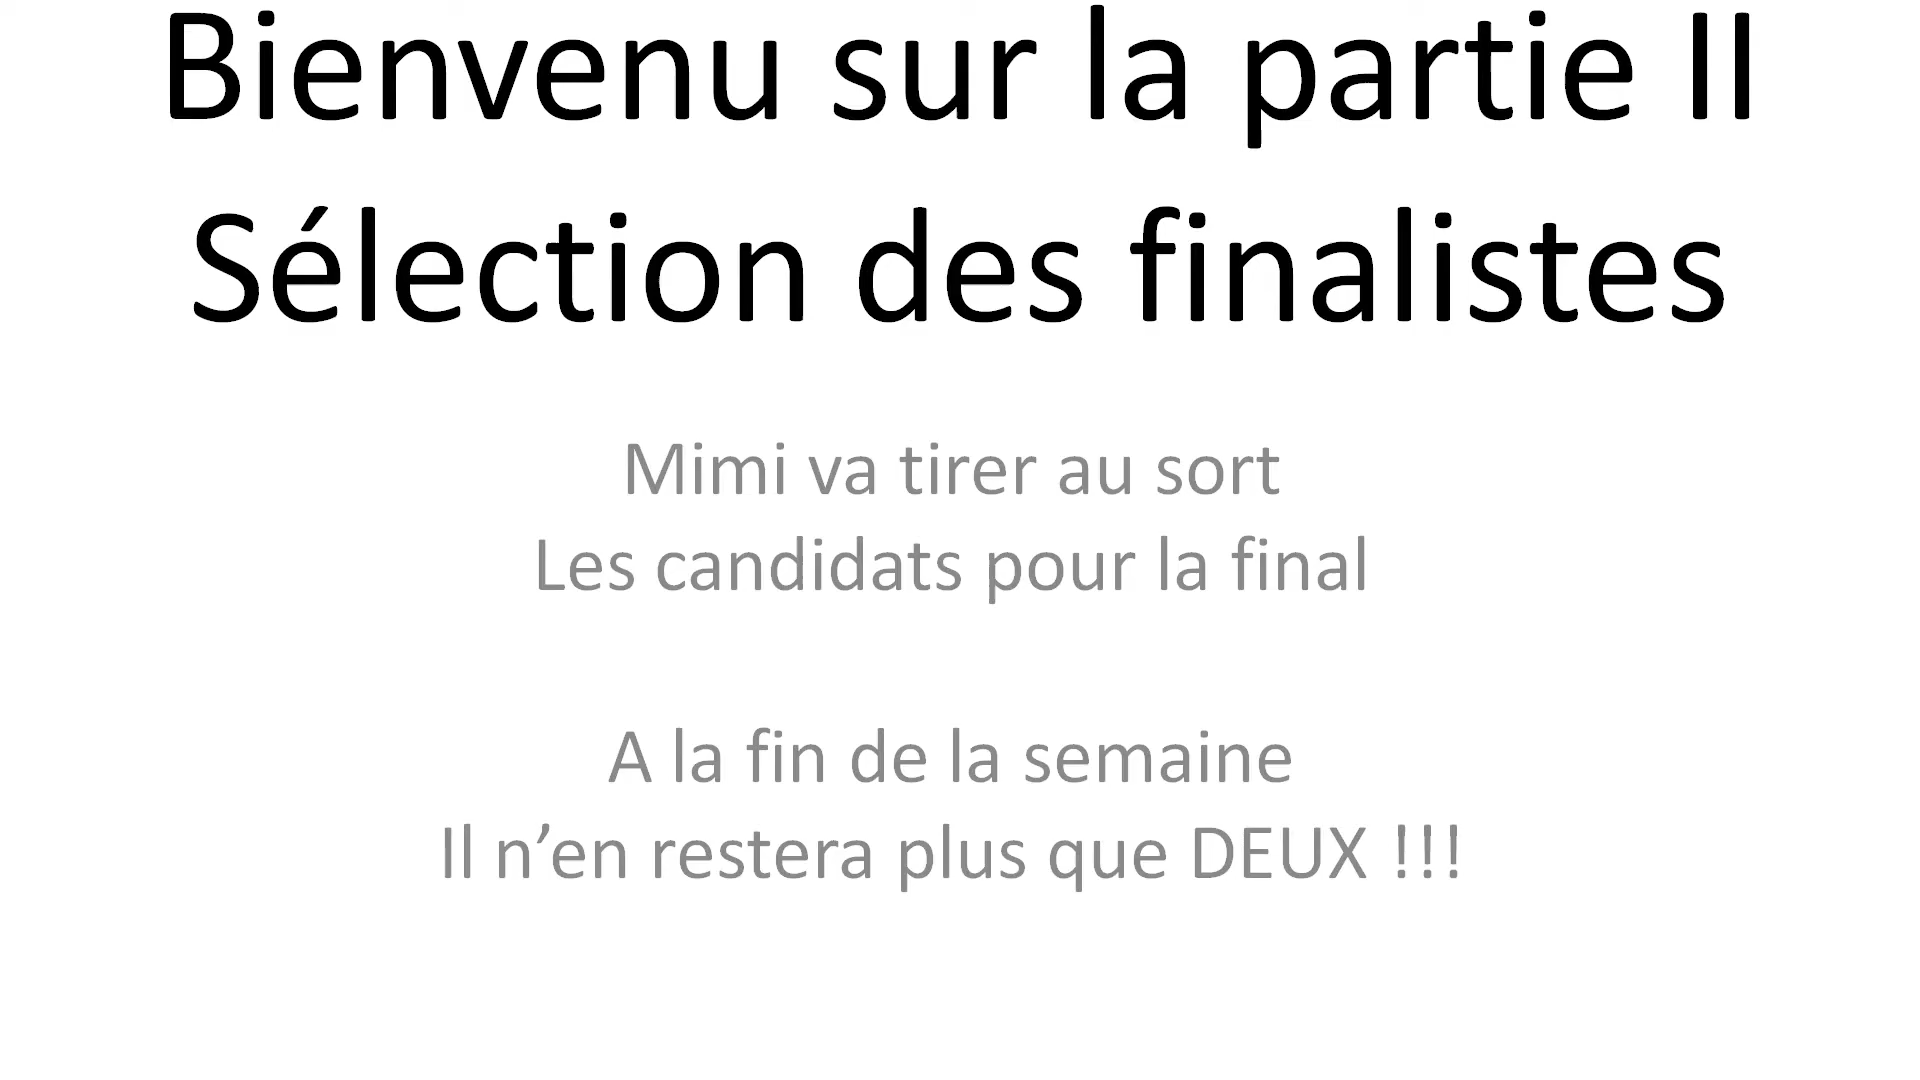 Bienvenu sur la partie II
Sélection des finalistes
Mimi va tirer au sort
Les candidats pour la final
A la fin de la semaine
Il n’en restera plus que DEUX !!!